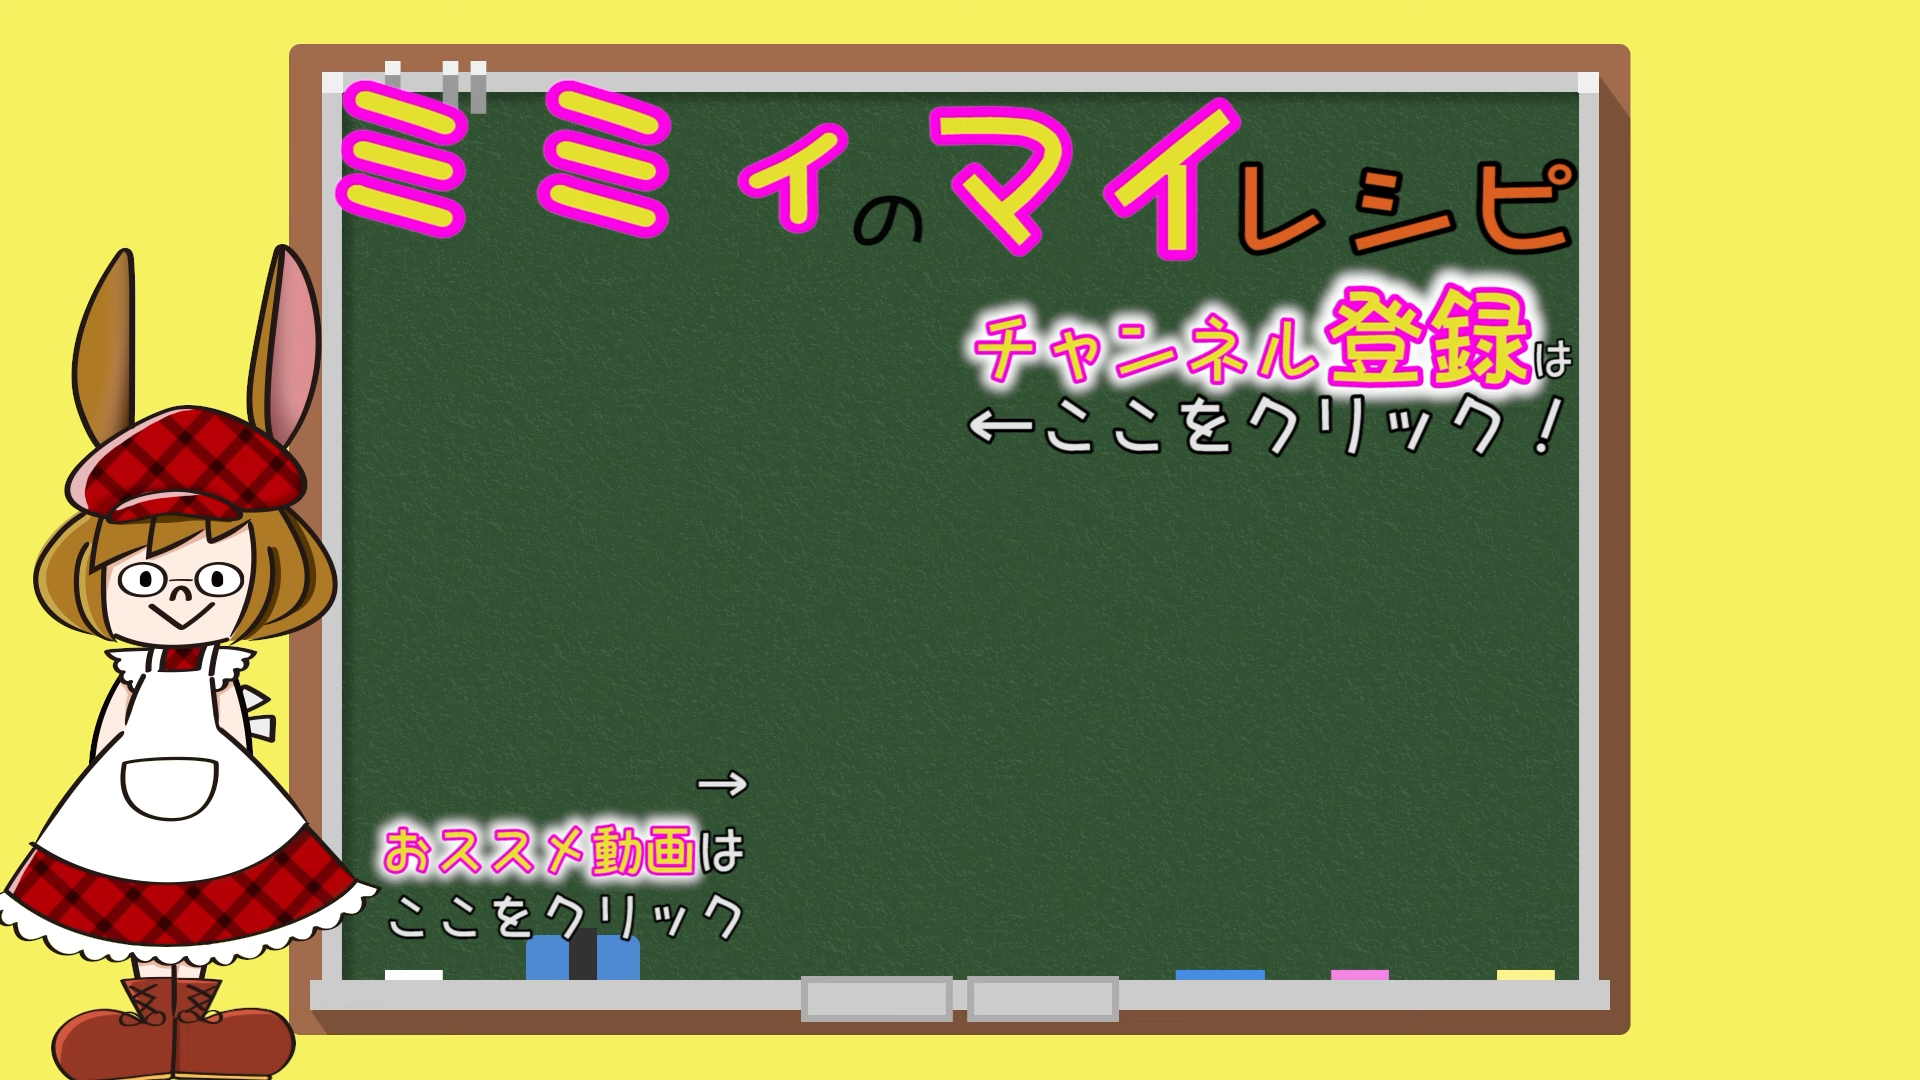 ミミィのマイレシピ
チャンネル登録は
←ここをクリック！
→
おススメ動画は
ここをクリック